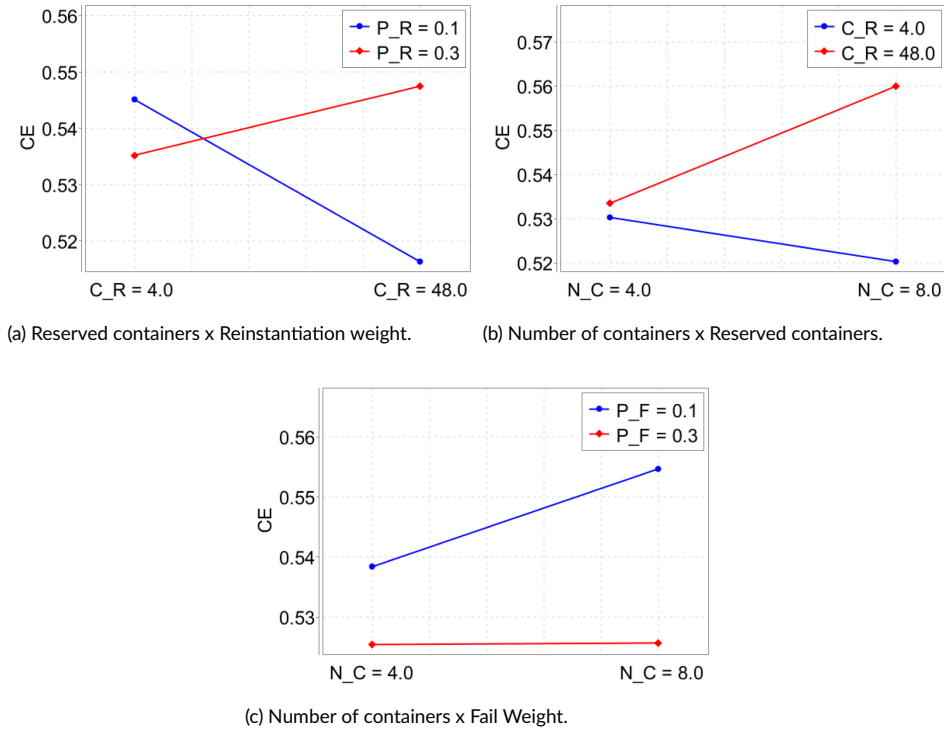 0.56
0.55
0.54
0.53
0.52
CE
P_R = 0.1
P_R = 0.3
C_R = 4.0
C_R = 48.0
(a) Reserved containers x Reinstantiation weight.
0.57
0.56
0.55
0.54
0.53
0.52
CE
C_R = 4.0
C_R = 48.0
N_C = 4.0
N_C = 8.0
(b) Number of containers x Reserved containers.
0.56
0.55
0.54
0.53
CE
P_F = 0.1
P_F = 0.3
N_C = 4.0
N_C = 8.0
(c) Number of containers x Fail Weight.